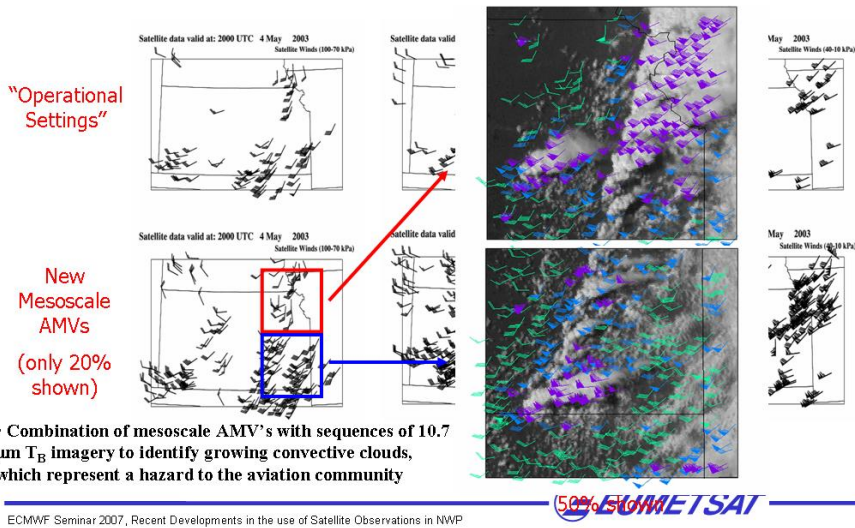 Satellite data valid at: 2000 UTC 4 May 2003
Satellite Winds (100-70 kPa)
Satellite data valid
May 2003
Satellite Winds (40-10 kPa)
"Operational
Settings"
Satellite data valid at: 2000 UTC 4 May 2003
Satellite Winds (100-70 kPa)
Satellite data valid
May 2003
Satellite Winds (40-10 kPa)
New
Mesoscale
AMVs
(only 20%
shown)
Combination of mesoscale AMV's with sequences of 10.7
um TB imagery to identify growing convective clouds,
which represent a hazard to the aviation community
50% shown
EUMETSAT
ECMWF Seminar 2007, Recent Developments in the use of Satellite Observations in NWP